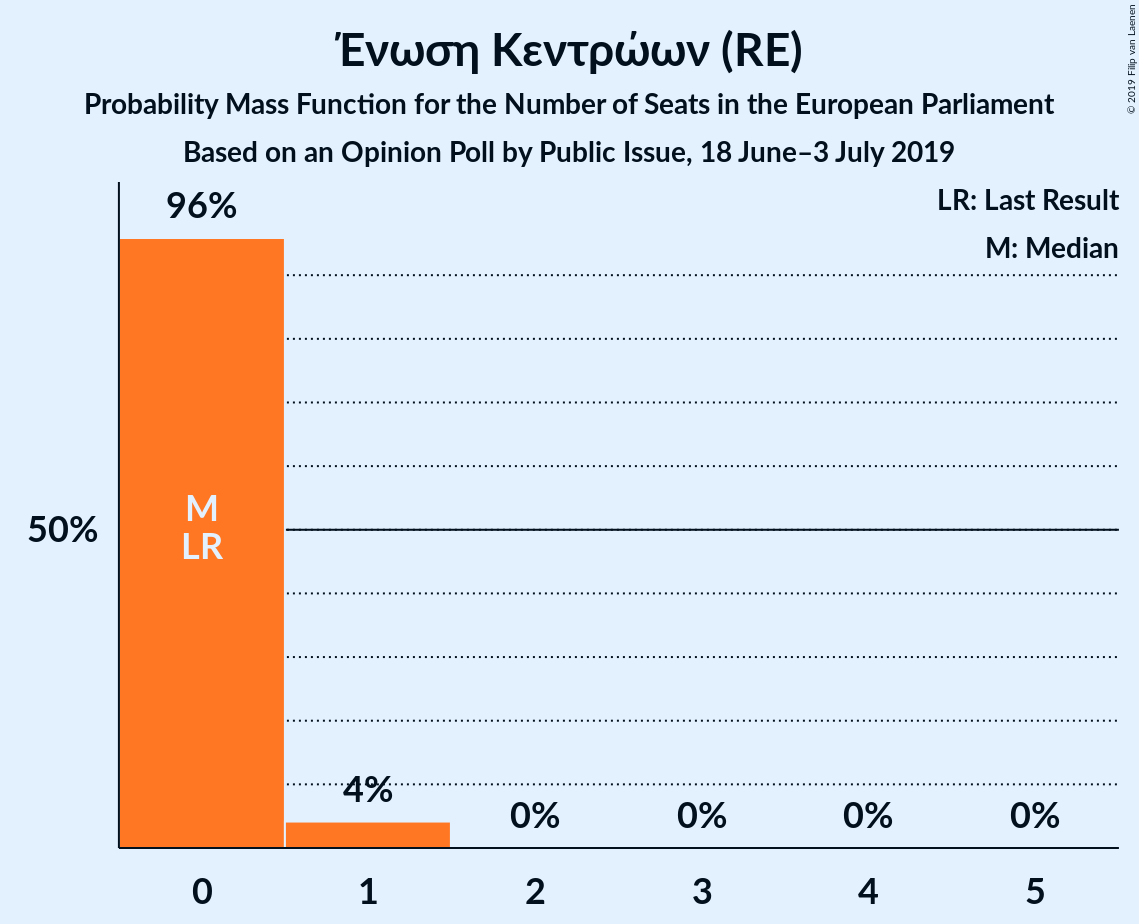 Ένωση Κεντρώων (RE)
Probability Mass Function for the Number of Seats in the European Parliament
Based on an Opinion Poll by Public Issue, 18 June–3 July 2019
© 2019 Filip van Laenen
LR: Last Result
M: Median
96%
M
LR
50%
4%
0%
0%
0%
0%
0
1
2
3
4
5